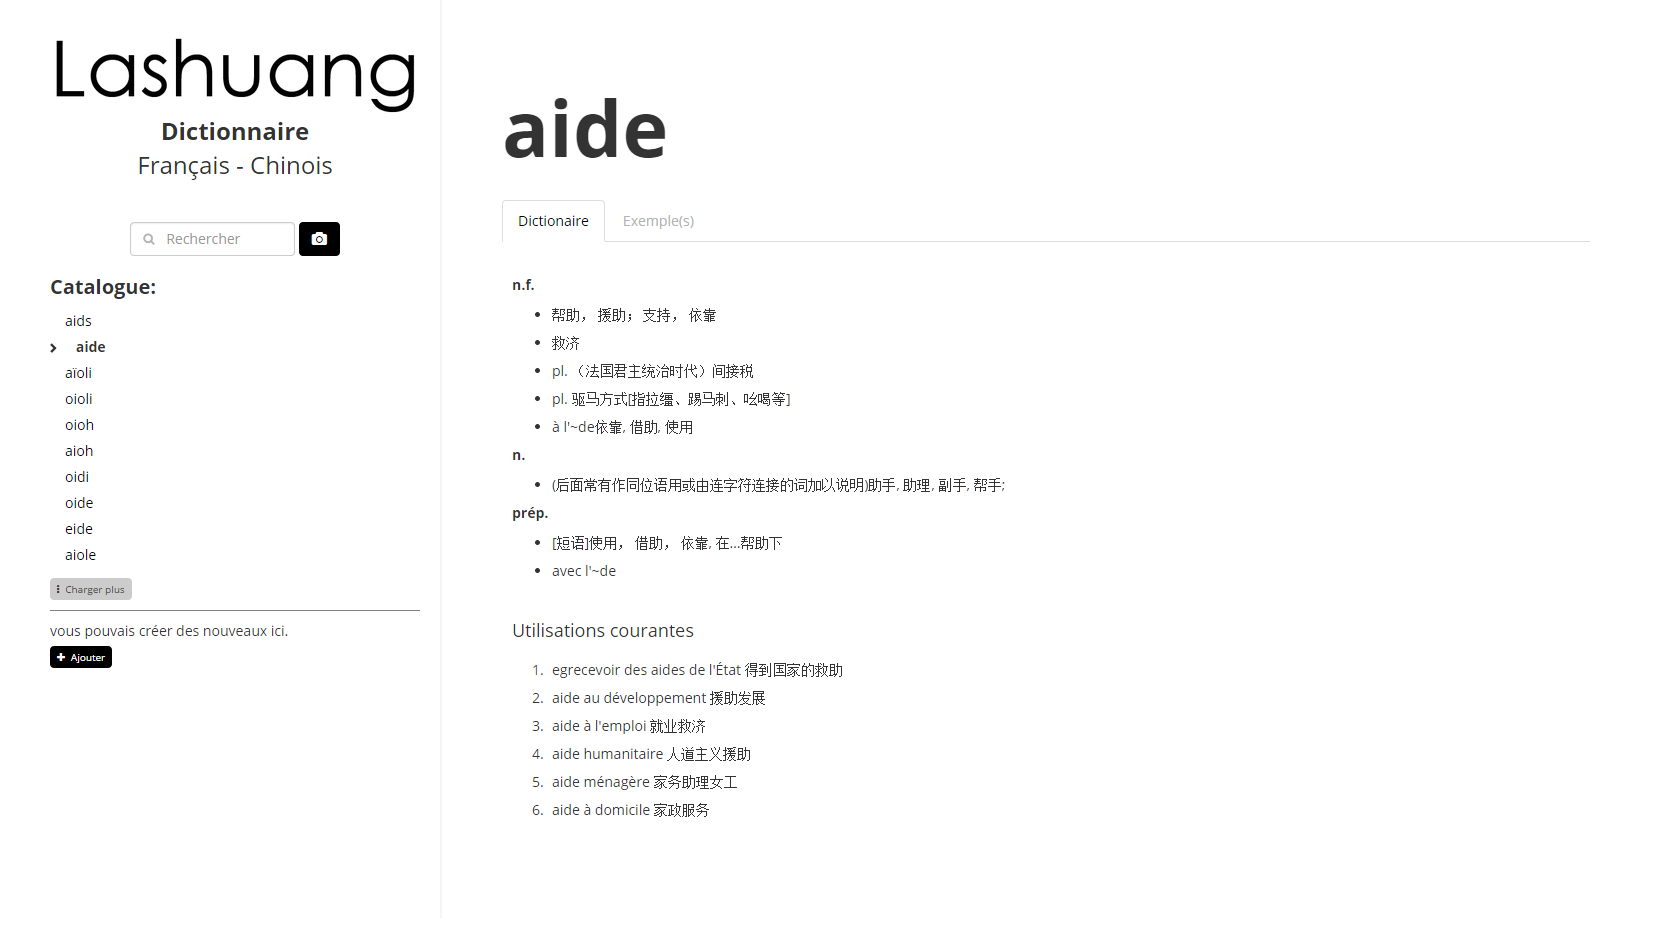 Lashuang
Dictionnaire
Français - Chinois
Rechercher
Catalogue:
aids
aide
aïoli
oioli
oioh
aioh
oidi
oide
eide
aiole
Charger plus
vous pouvais créer des nouveaux ici.
Ajouter
aide
Dictionaire
Exemple(s)
n.f.
帮助， 援助； 支持， 依靠
救济
pl. （法国君主统治时代）间接税
pl. 驱马方式[指拉缰、踢马刺、吆喝等]
à l'~de依靠, 借助, 使用
n.
(后面常有作同位语用或由连字符连接的词加以说明)助手, 助理, 副手, 帮手;
prép.
[短语]使用， 借助， 依靠, 在...帮助下
avec l'~de
Utilisations courantes
1. egrecevoir des aides de l'État 得到国家的救助
2. aide au développement 援助发展
3. aide à l'emploi 就业救济
4. aide humanitaire 人道主义援助
5. aide ménagère 家务助理女工
6. aide à domicile 家政服务